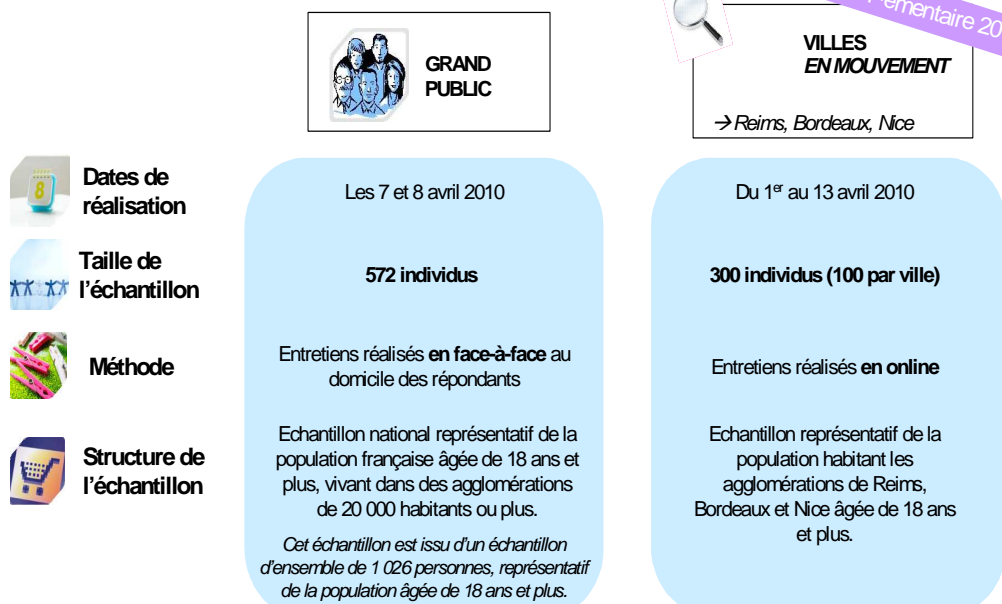 GRAND
PUBLIC
VILLES
EN MOUVEMENT
→ Reims, Bordeaux, Nice
Dates de
réalisation
Les 7 et 8 avril 2010
Du 1er au 13 avril 2010
Taille de
l'échantillon
572 individus
300 individus (100 par ville)
Méthode
Entretiens réalisés en face-à-face au
domicile des répondants
Entretiens réalisés en online
Structure de
l'échantillon
Echantillon national représentatif de la
population française âgée de 18 ans et
plus, vivant dans des agglomérations
de 20 000 habitants ou plus.
Cet échantillon est issu d'un échantillon
d'ensemble de 1 026 personnes, représentatif
de la population âgée de 18 ans et plus.
Echantillon représentatif de la
population habitant les
agglomérations de Reims,
Bordeaux et Nice âgée de 18 ans
et plus.
8